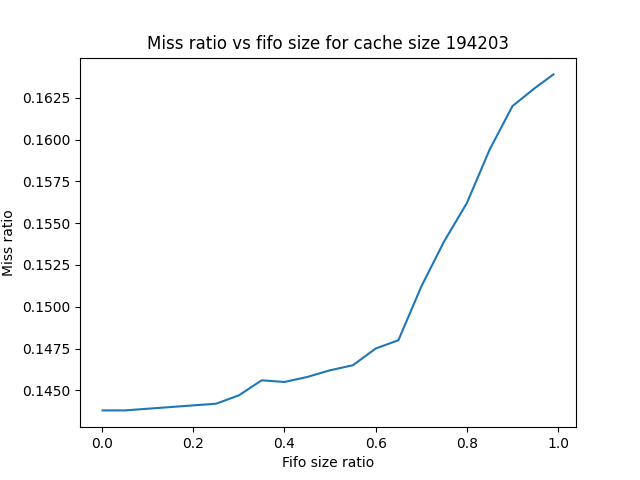 Miss ratio vs fifo size for cache size 194203
Miss ratio
0.1625
0.1600
0.1575
0.1550
0.1525
0.1500
0.1475
0.1450
0.0 0.2 0.4 0.6 0.8 1.0
Fifo size ratio